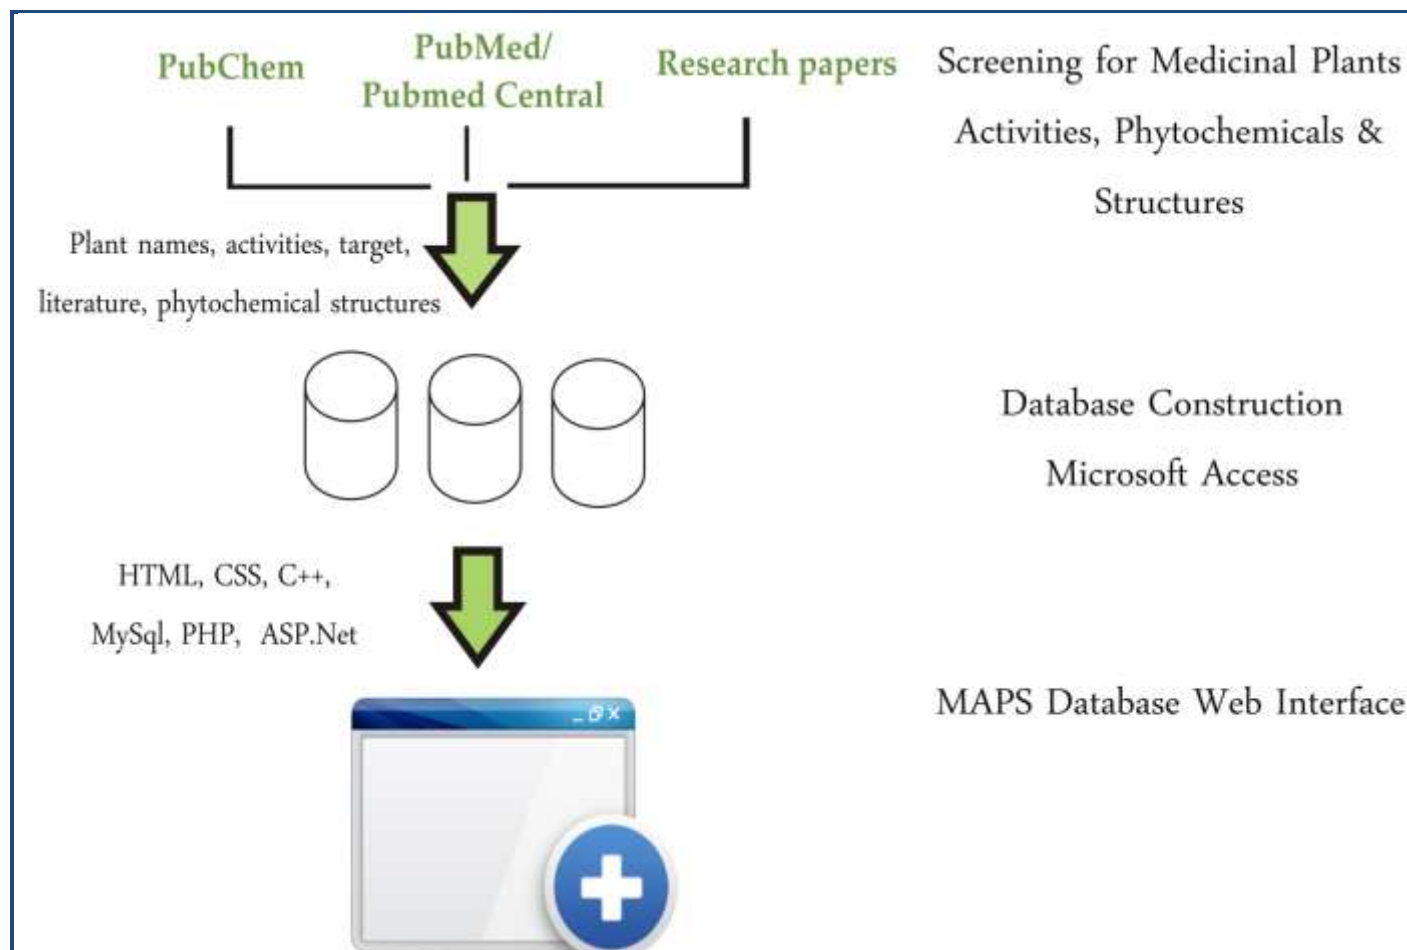 PubChem
PubMed/
Pubmed Central
Research papers
Screening for Medicinal Plants
Activities, Phytochemicals &
Structures
Plant names, activities, target,
literature, phytochemical structures
Database Construction
Microsoft Access
HTML, CSS, C++,
MySql, PHP, ASP.Net
MAPS Database Web Interface